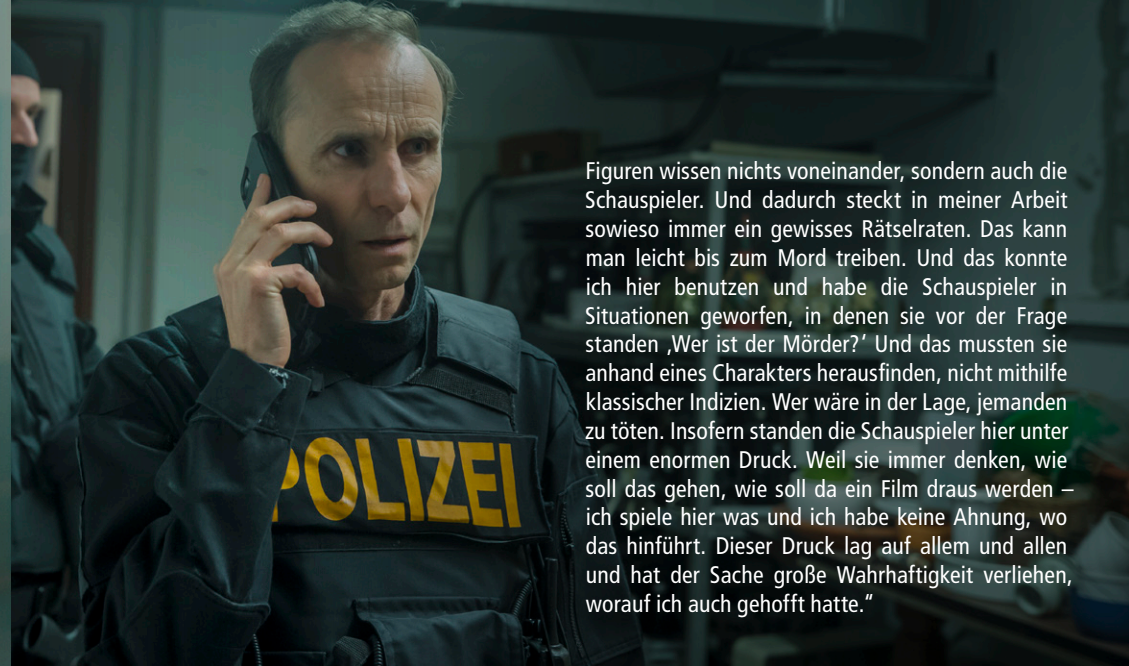 POLIZEI
Figuren wissen nichts voneinander, sondern auch die
Schauspieler. Und dadurch steckt in meiner Arbeit
sowieso immer ein gewisses Rätselraten. Das kann
man leicht bis zum Mord treiben. Und das konnte
ich hier benutzen und habe die Schauspieler in
Situationen geworfen, in denen sie vor der Frage
standen ‚Wer ist der Mörder?‘ Und das mussten sie
anhand eines Charakters herausfinden, nicht mithilfe
klassischer Indizien. Wer wäre in der Lage, jemanden
zu töten. Insofern standen die Schauspieler hier unter
einem enormen Druck. Weil sie immer denken, wie
soll das gehen, wie soll da ein Film draus werden –
ich spiele hier was und ich habe keine Ahnung, wo
das hinführt. Dieser Druck lag auf allem und allen
und hat der Sache große Wahrhaftigkeit verliehen,
worauf ich auch gehofft hatte.“